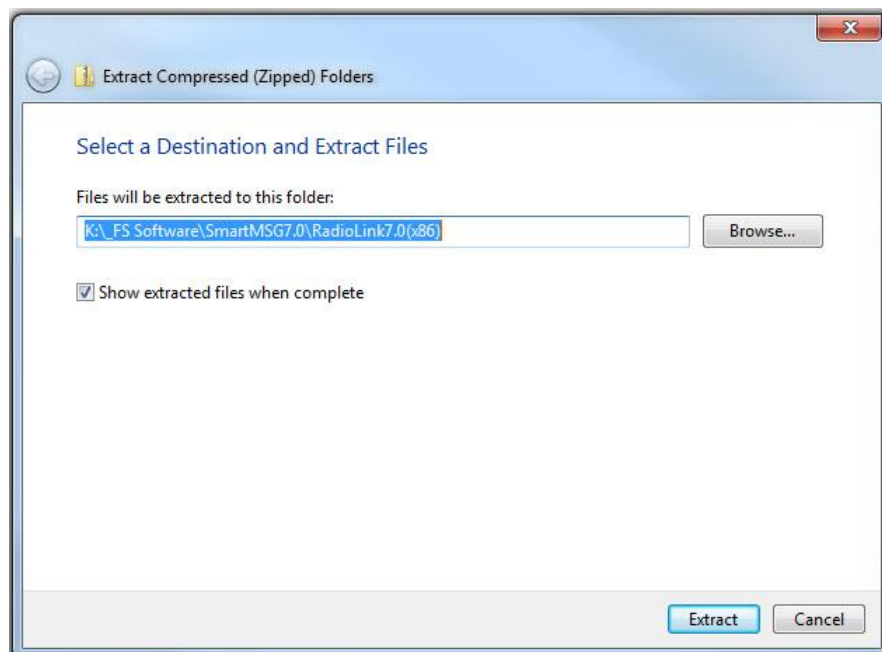 Extract Compressed (Zipped) Folders
Select a Destination and Extract Files
Files will be extracted to this folder:
K:\_FS Software\SmartMSG7.0\RadioLink7.0(x86)
Browse...
Show extracted files when complete
Extract
Cancel